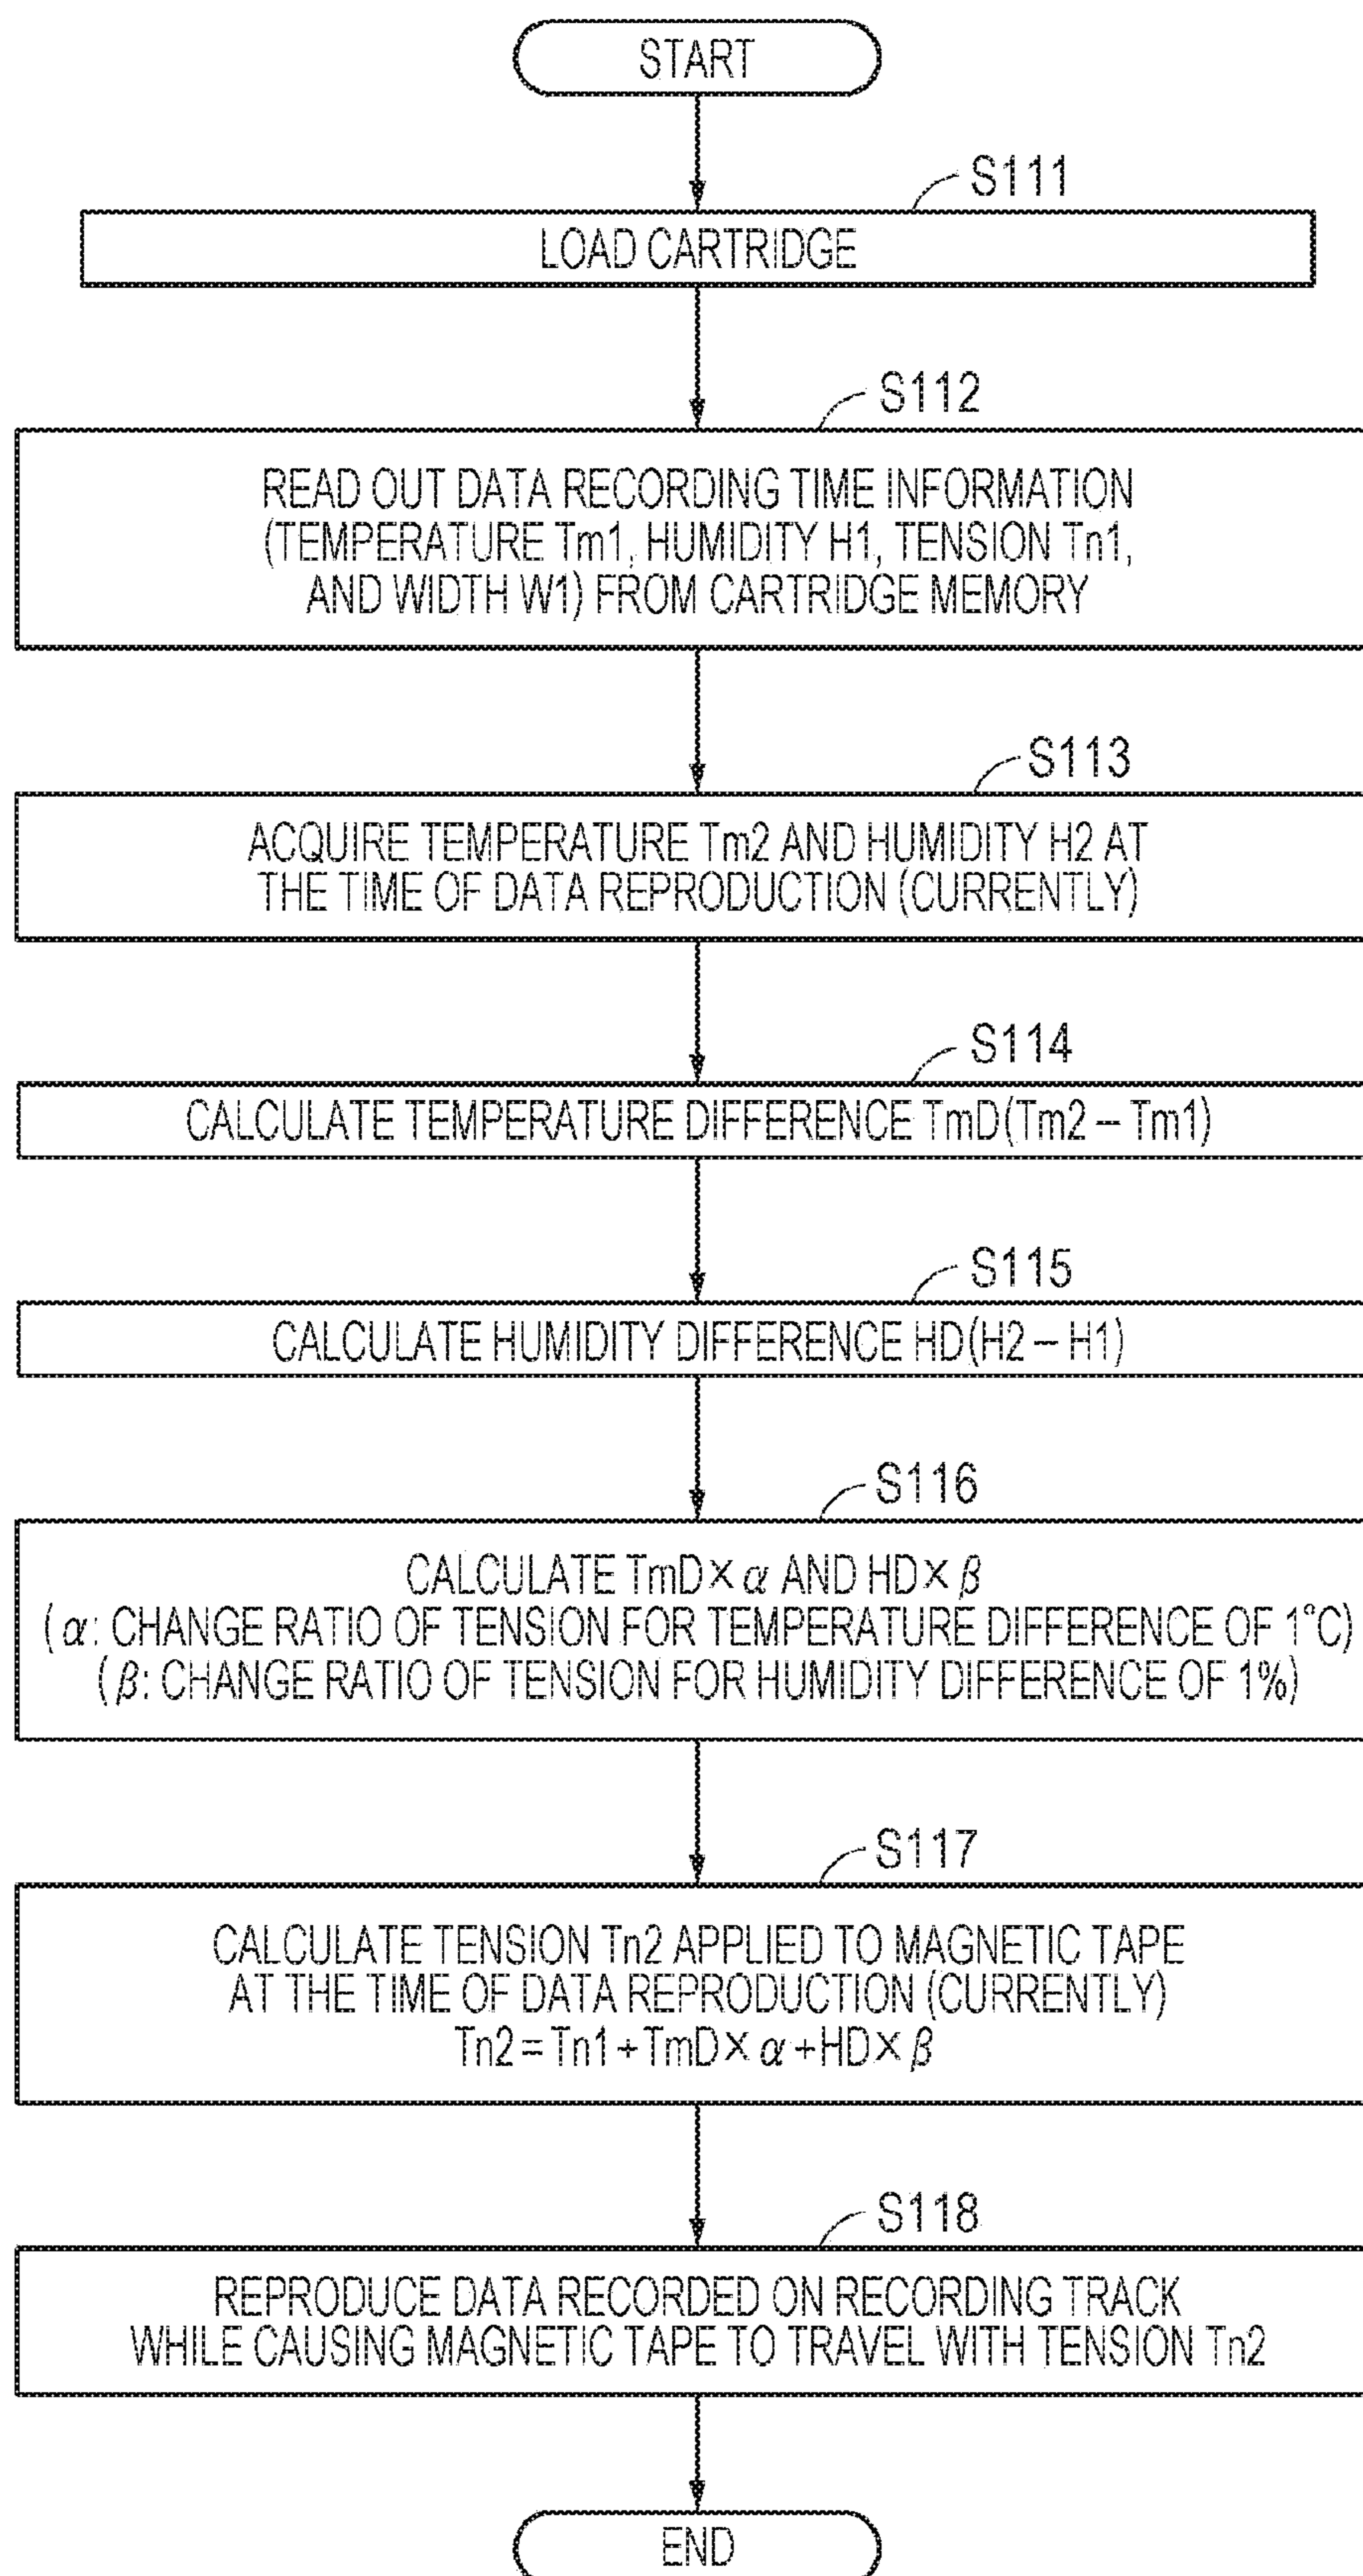 START
S111
LOAD CARTRIDGE
S112
READ OUT DATA RECORDING TIME INFORMATION
(TEMPERATURE Tm1, HUMIDITY H1, TENSION Tn1,
AND WIDTH W1) FROM CARTRIDGE MEMORY
S113
ACQUIRE TEMPERATURE Tm2 AND HUMIDITY H2 AT
THE TIME OF DATA REPRODUCTION (CURRENTLY)
S114
CALCULATE TEMPERATURE DIFFERENCE TmD(Tm2 – Tm1)
S115
CALCULATE HUMIDITY DIFFERENCE HD(H2 – H1)
S116
CALCULATE TmD× α AND HD× β
( α: CHANGE RATIO OF TENSION FOR TEMPERATURE DIFFERENCE OF 1°C)
( β: CHANGE RATIO OF TENSION FOR HUMIDITY DIFFERENCE OF 1%)
S117
CALCULATE TENSION Tn2 APPLIED TO MAGNETIC TAPE
AT THE TIME OF DATA REPRODUCTION (CURRENTLY)
Tn2 = Tn1 + TmD× α +HD× β
S118
REPRODUCE DATA RECORDED ON RECORDING TRACK
WHILE CAUSING MAGNETIC TAPE TO TRAVEL WITH TENSION Tn2
END